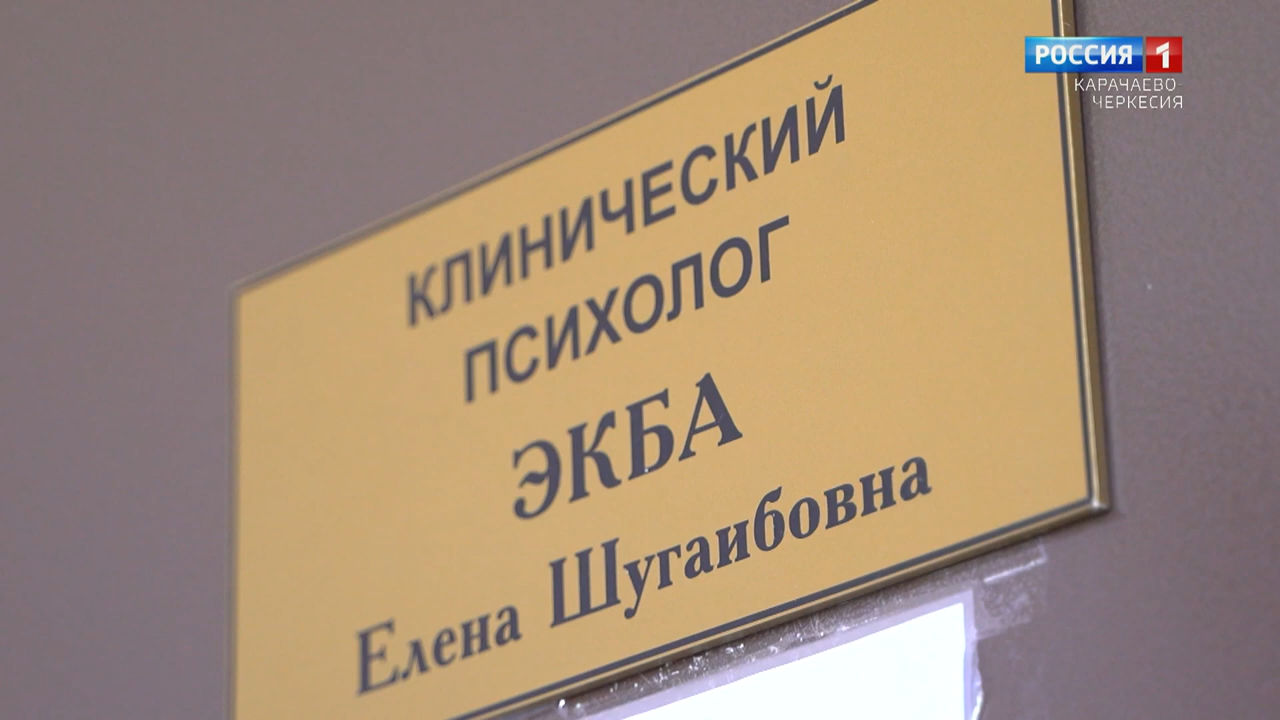 РОССИЯ 1
КАРАЧАЕВО-
ЧЕРКЕСИЯ
КЛИНИЧЕСКИЙ
ПСИХОЛОГ
ЭКБА
Елена Шугаибовна